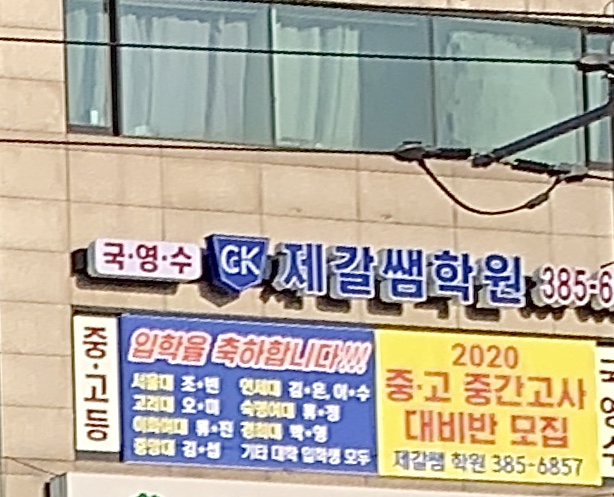 국·영·수 CK 제갈쌤학원 385-6
중·고등
입학을 축하합니다!!!
서울대 조*빈 연세대 김*은, 이*수
고려대 오*미 숙명여대 류*정
이화여대 류*진 경희대 박*영
중앙대 김*섭 기타 대학 입학생 모두
2020
중·고 중간고사
대비반 모집
제갈쌤 학원 385-6857
국·영·수